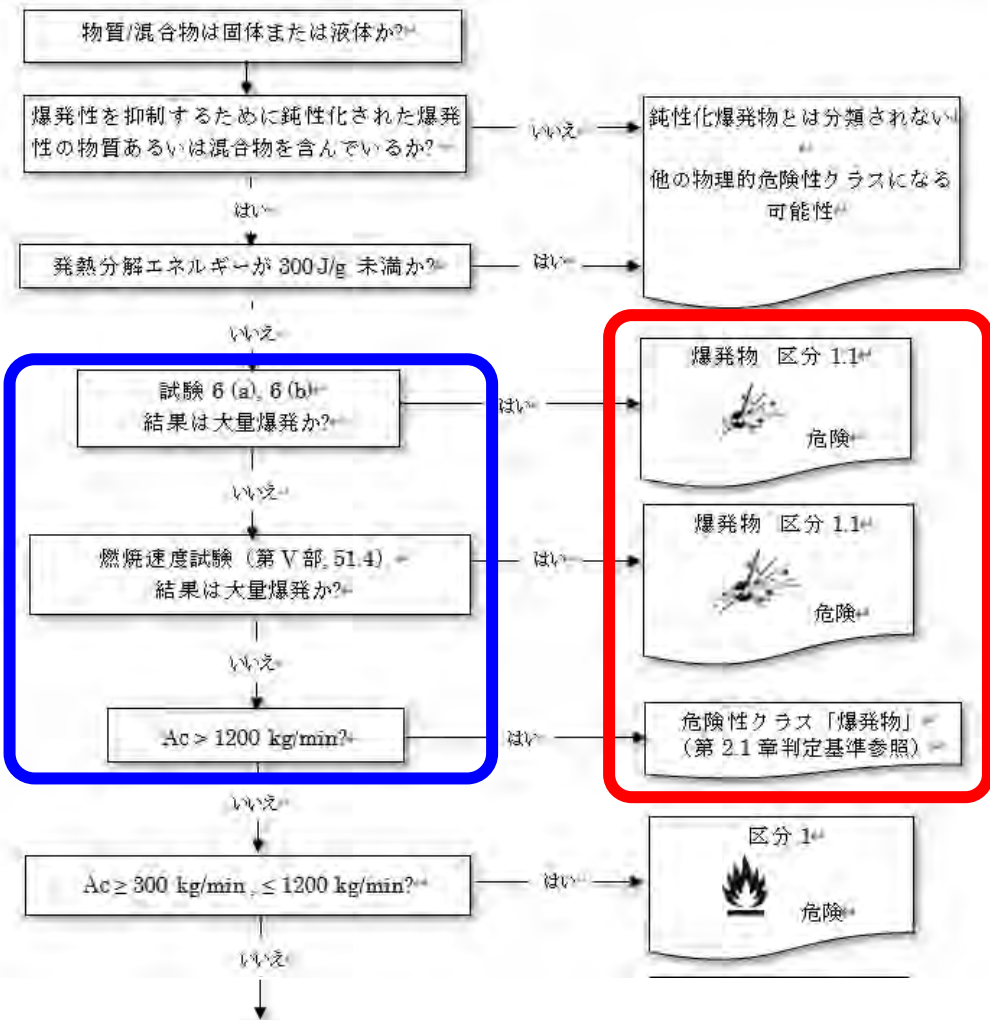 物質/混合物は固体または液体か?
爆発性を抑制するために鈍性化された爆発
性の物質あるいは混合物を含んでいるか?
いいえ
鈍性化爆発物とは分類されない
他の物理的危険性クラスになる
可能性
はい
発熱分解エネルギーが 300 J/g 未満か?
はい
いいえ
試験 6 (a), 6 (b)
結果は大量爆発か?
はい
爆発物 区分 1.1
危険
いいえ
燃焼速度試験(第 V 部, 51.4)
結果は大量爆発か?
はい
爆発物 区分 1.1
危険
いいえ
Ac > 1200 kg/min?
はい
危険性クラス「爆発物」
(第 2.1 章判定基準参照)
いいえ
Ac ≥ 300 kg/min , ≤ 1200 kg/min?
はい
区分 1
危険
いいえ